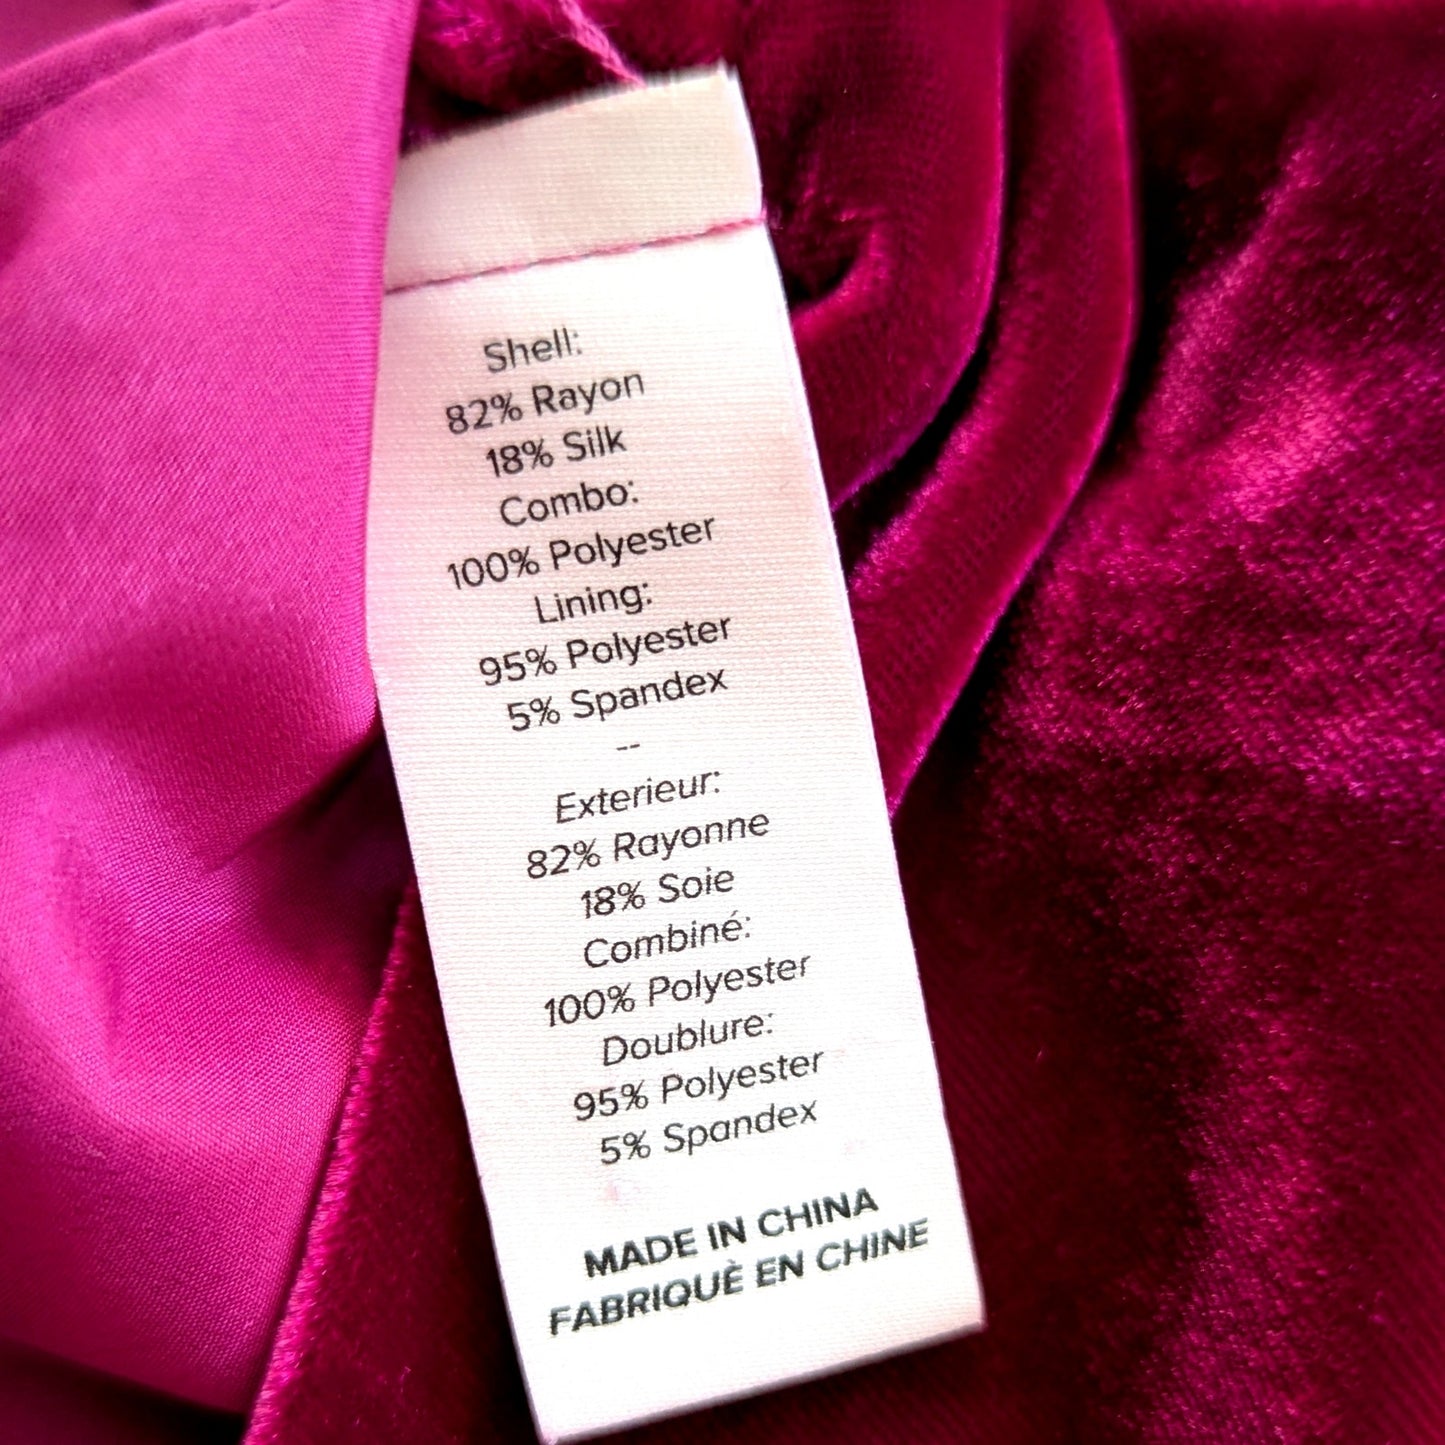 Shell:
82% Rayon
18% Silk
Combo:
100% Polyester
Lining:
95% Polyester
5% Spandex
--
Exterieur:
82% Rayonne
18% Soie
Combiné:
100% Polyester
Doublure:
95% Polyester
5% Spandex
MADE IN CHINA
FABRIQUÈ EN CHINE